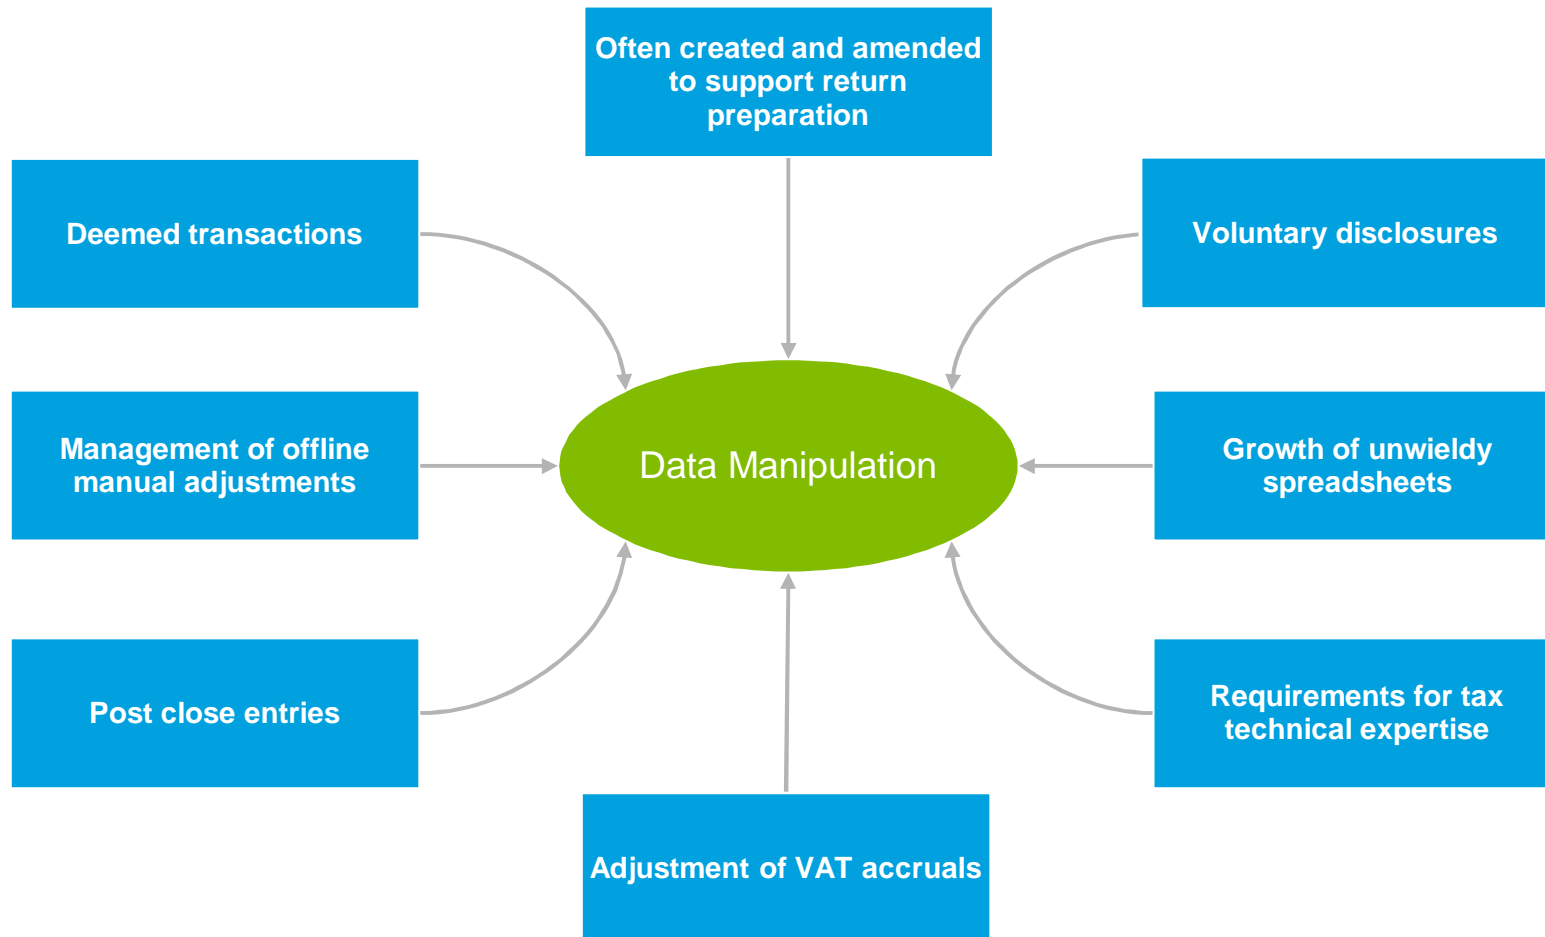 Often created and amended
to support return
preparation
Deemed transactions
Voluntary disclosures
Management of offline
manual adjustments
Data Manipulation
Growth of unwieldy
spreadsheets
Post close entries
Requirements for tax
technical expertise
Adjustment of VAT accruals